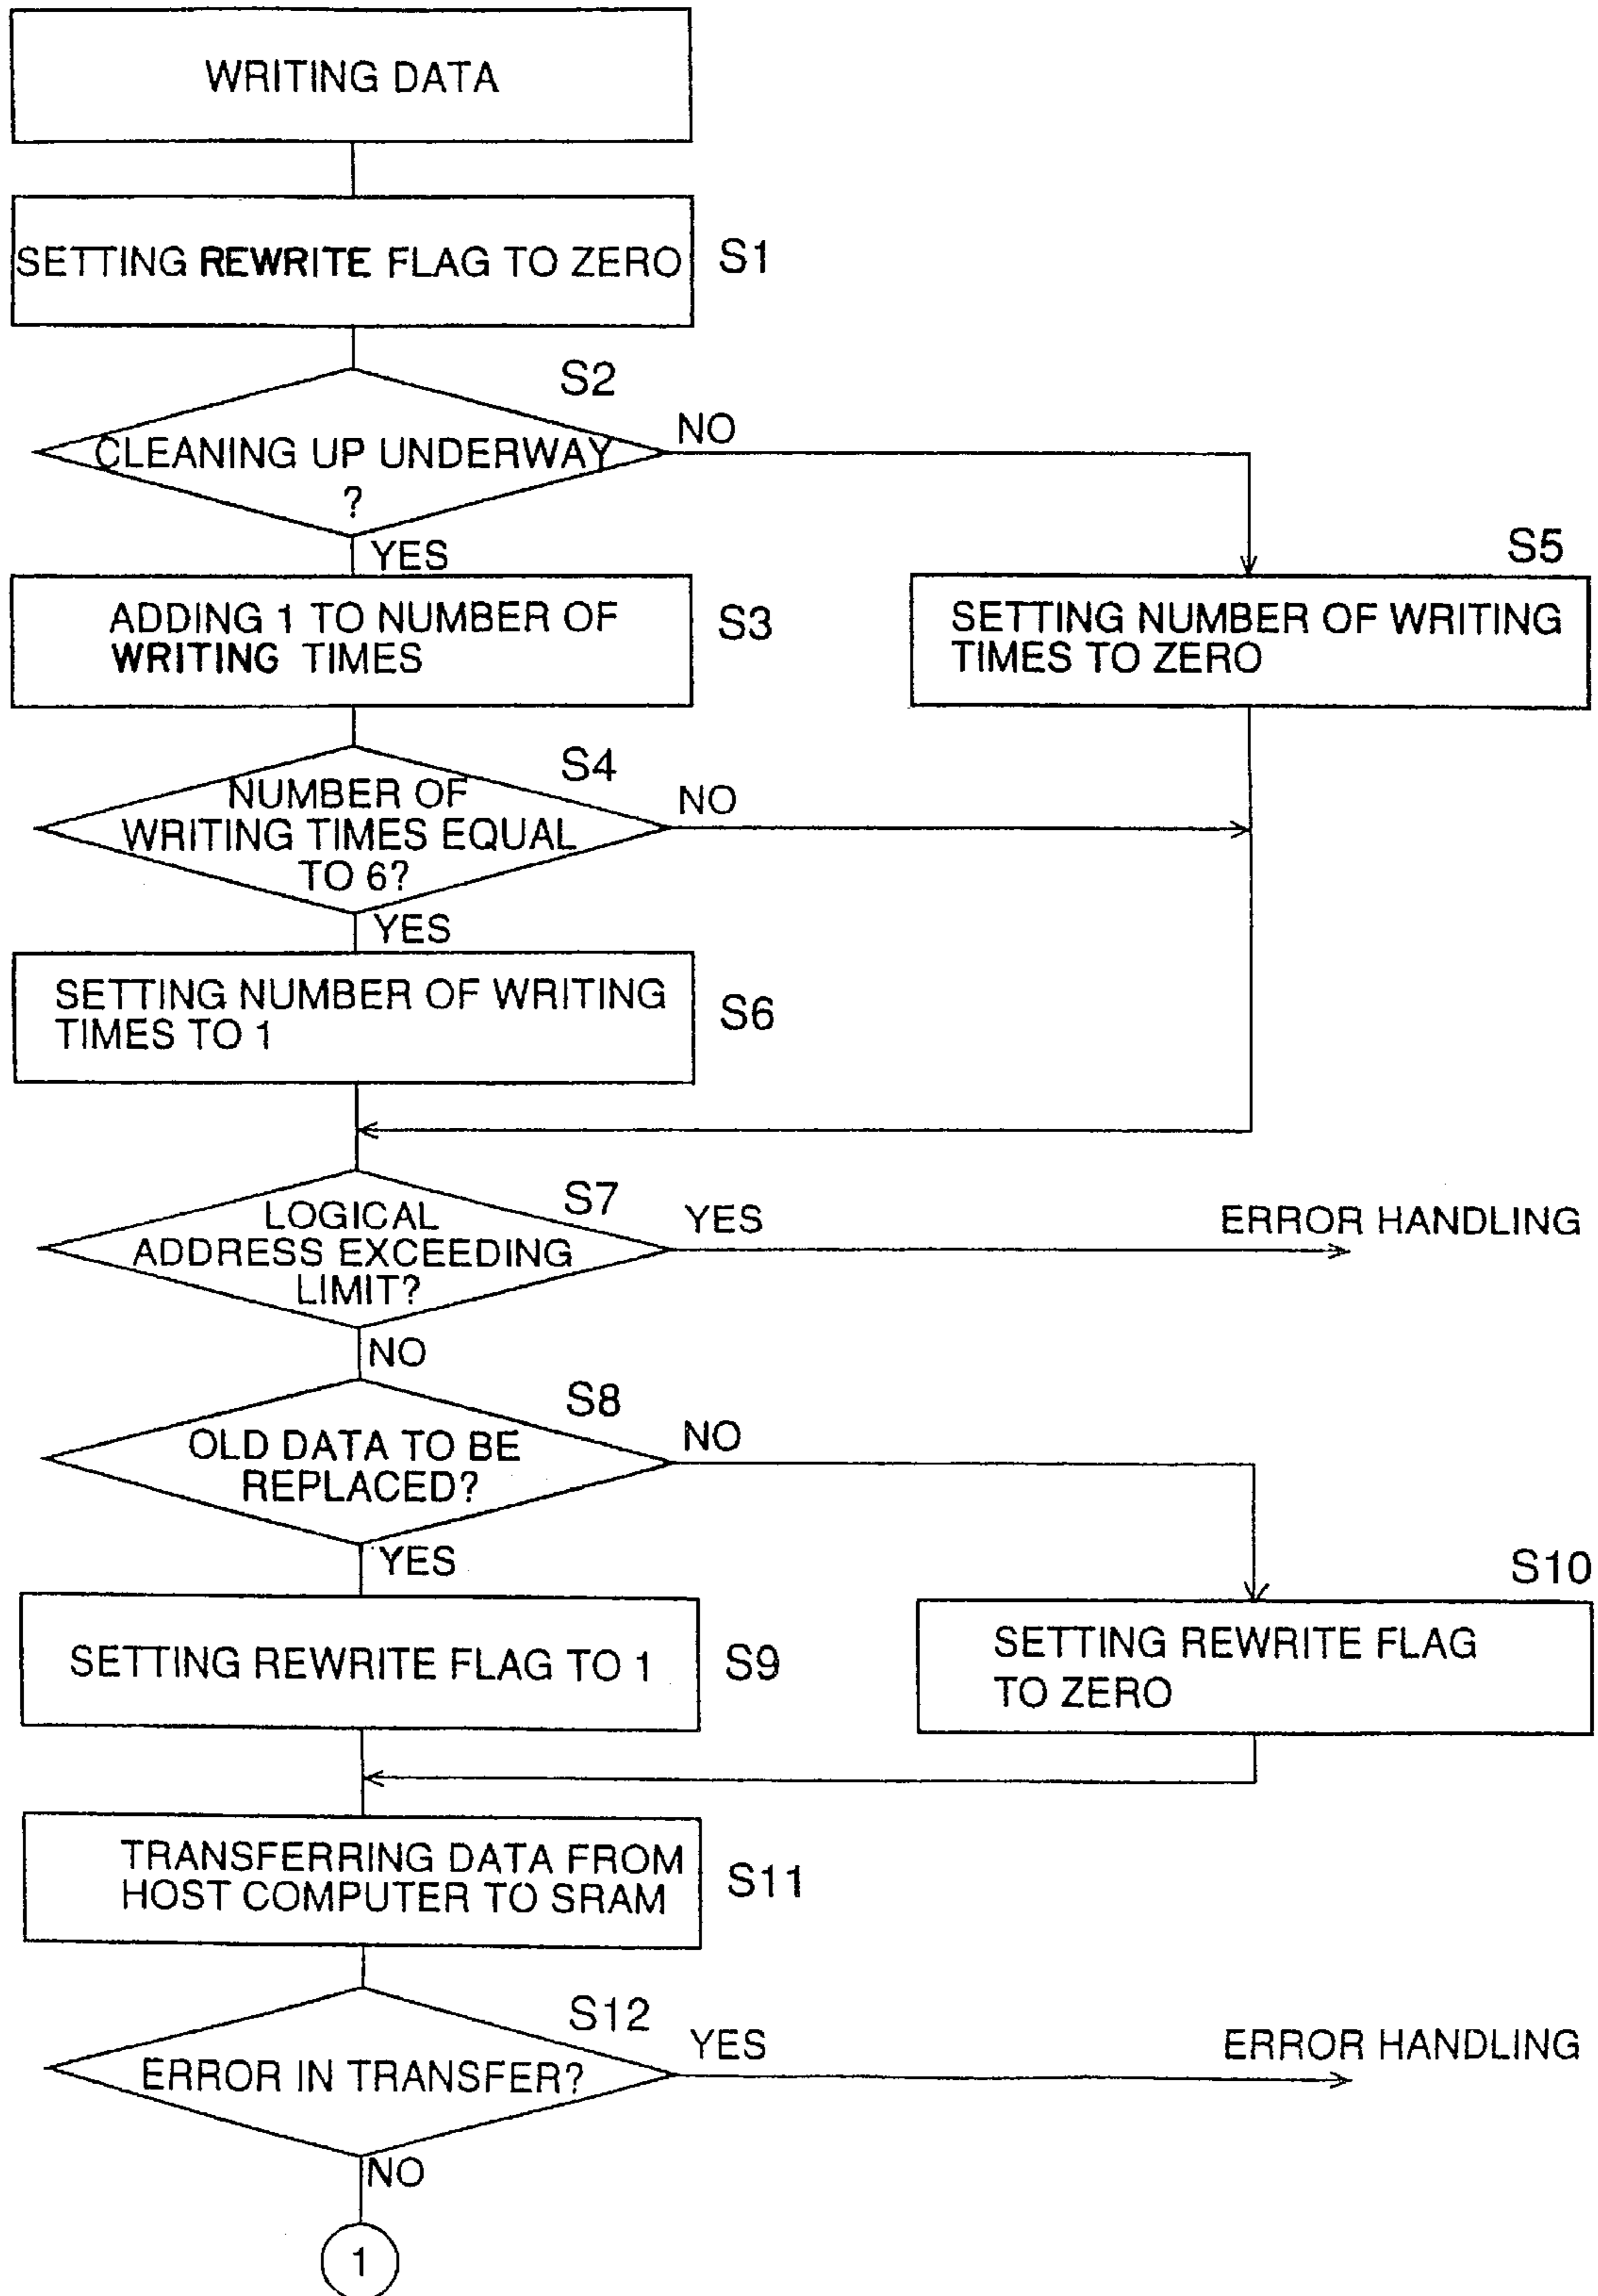 WRITING DATA
SETTING REWRITE FLAG TO ZERO
S1
S2
CLEANING UP UNDERWAY
?
NO
YES
S5
ADDING 1 TO NUMBER OF
WRITING TIMES
S3
SETTING NUMBER OF WRITING
TIMES TO ZERO
S4
NUMBER OF
WRITING TIMES EQUAL
TO 6?
NO
YES
SETTING NUMBER OF WRITING
TIMES TO 1
S6
S7
LOGICAL
ADDRESS EXCEEDING
LIMIT?
YES
ERROR HANDLING
NO
S8
OLD DATA TO BE
REPLACED?
NO
YES
S10
SETTING REWRITE FLAG TO 1
S9
SETTING REWRITE FLAG
TO ZERO
TRANSFERRING DATA FROM
HOST COMPUTER TO SRAM
S11
S12
ERROR IN TRANSFER?
YES
ERROR HANDLING
NO
1